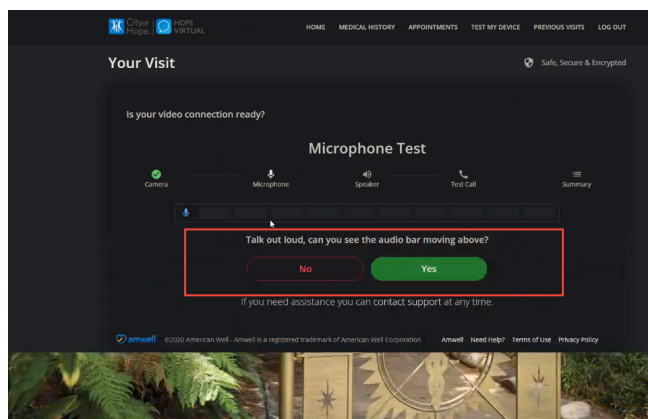 City of Hope. HOPE VIRTUAL
HOME MEDICAL HISTORY APPOINTMENTS TEST MY DEVICE PREVIOUS VISITS LOG OUT
Your Visit
Safe, Secure & Encrypted
Is your video connection ready?
Microphone Test
Camera Microphone Speaker Test Call Summary
Talk out loud, can you see the audio bar moving above?
No Yes
If you need assistance you can contact support at any time.
amwell ©2020 American Well - Amwell is a registered trademark of American Well Corporation Amwell Need Help? Terms of Use Privacy Policy